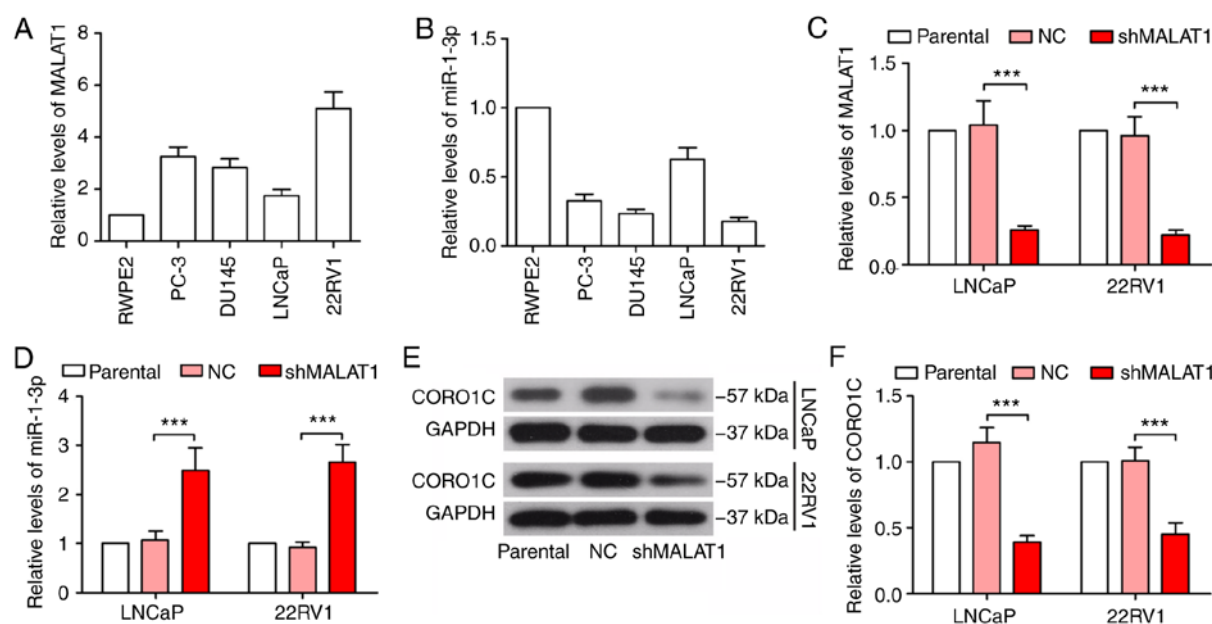 A
Relative levels of MALAT1
8
6
4
2
0
RWPE2
PC-3
DU145
LNCaP
22RV1
B
Relative levels of miR-1-3p
1.5
1.0
0.5
0.0
RWPE2
PC-3
DU145
LNCaP
22RV1
C
Parental NC shMALAT1
Relative levels of MALAT1
1.5
1.0
0.5
0.0
***
***
LNCaP 22RV1
D
Parental NC shMALAT1
Relative levels of miR-1-3p
4
3
2
1
0
***
***
LNCaP 22RV1
E
CORO1C –57 kDa
GAPDH –37 kDa
LNCaP
CORO1C –57 kDa
GAPDH –37 kDa
22RV1
Parental NC shMALAT1
F
Parental NC shMALAT1
Relative levels of CORO1C
1.5
1.0
0.5
0.0
***
***
LNCaP 22RV1